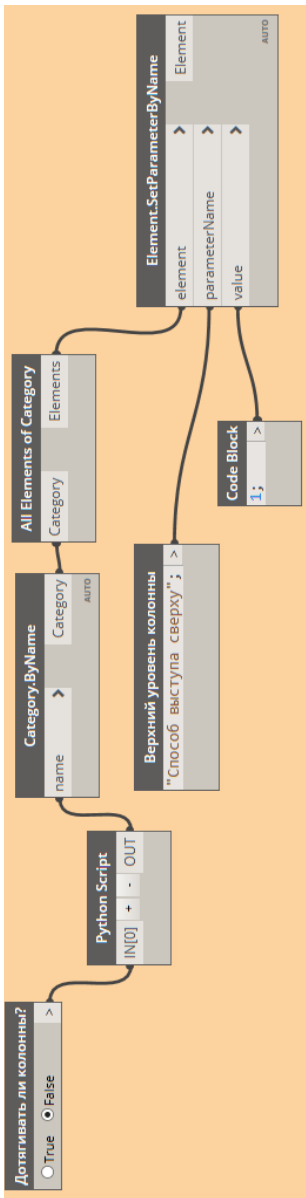 Дотягивать ли колонны?
True False >
Python Script
IN[0] + - OUT
Category.ByName
name > Category
AUTO
All Elements of Category
Category Elements
Верхний уровень колонны
"Способ выступа сверху"; >
Code Block
1; >
Element.SetParameterByName
element > Element
parameterName >
value >
AUTO